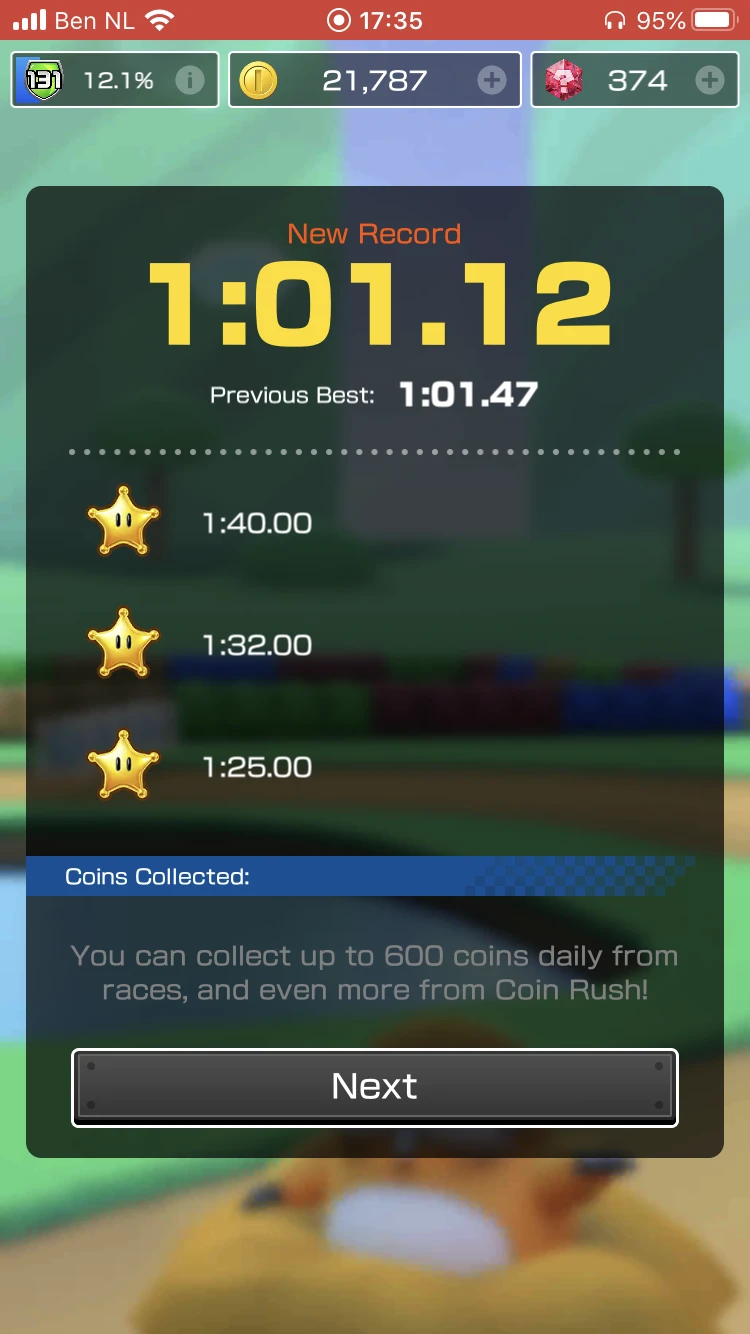 Ben NL 17:35 95%
131 12.1% i 21,787 + 374 +
New Record
1:01.12
Previous Best: 1:01.47
1:40.00
1:32.00
1:25.00
Coins Collected:
You can collect up to 600 coins daily from
races, and even more from Coin Rush!
Next